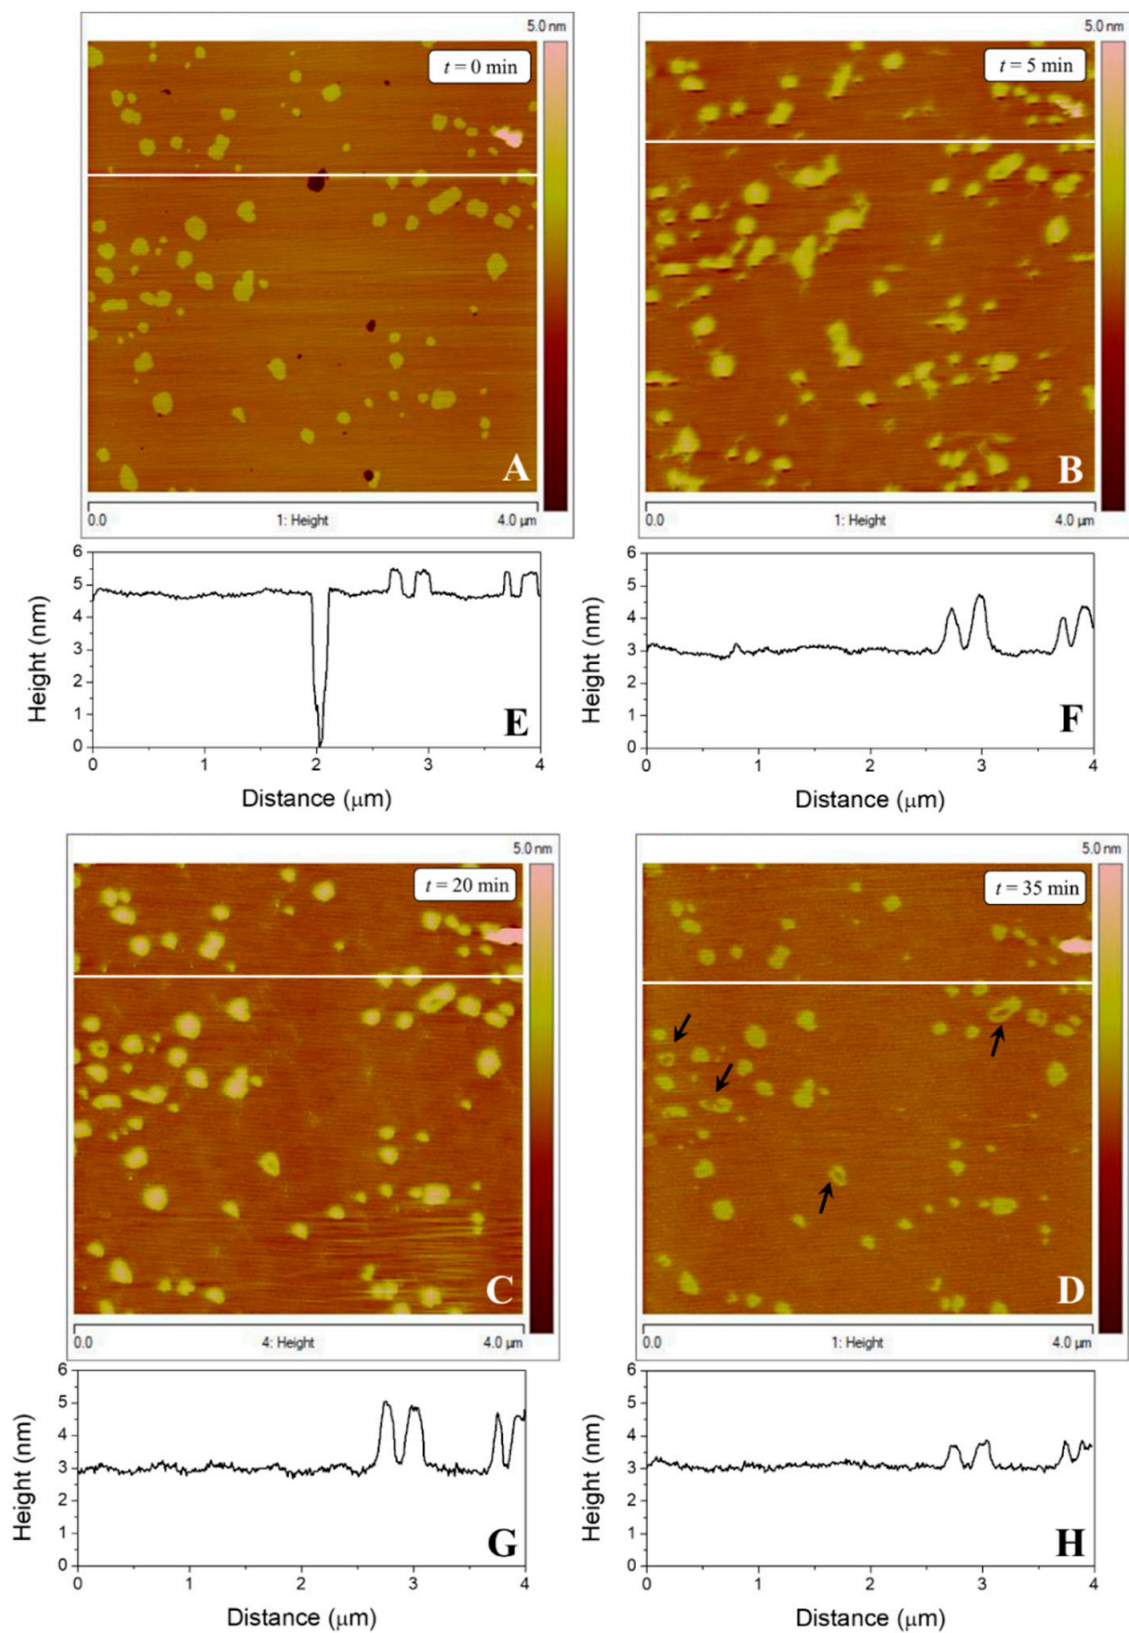 5.0 nm
t = 0 min
A
0.0 1: Height 4.0 µm
5.0 nm
t = 5 min
B
0.0 1: Height 4.0 µm
6
5
4
3
2
1
0
Height (nm)
E
0 1 2 3 4
Distance (µm)
6
5
4
3
2
1
0
Height (nm)
F
0 1 2 3 4
Distance (µm)
5.0 nm
t = 20 min
C
0.0 4: Height 4.0 µm
5.0 nm
t = 35 min
D
0.0 1: Height 4.0 µm
6
5
4
3
2
1
0
Height (nm)
G
0 1 2 3 4
Distance (µm)
6
5
4
3
2
1
0
Height (nm)
H
0 1 2 3 4
Distance (µm)